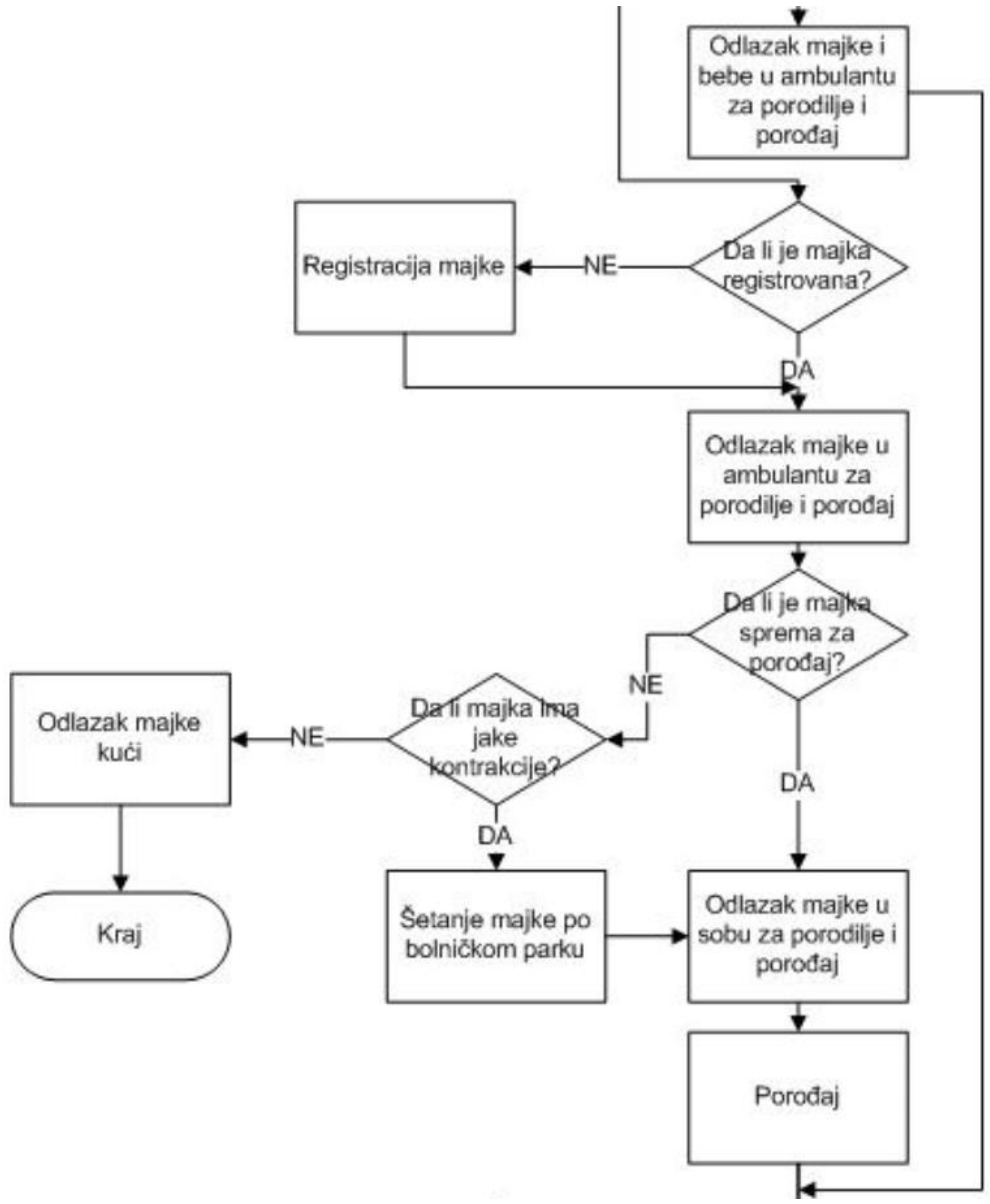 Odlazak majke i
bebe u ambulantu
za porodilje i
porođaj
Da li je majka
registrovana?
NE
Registracija majke
DA
Odlazak majke u
ambulantu za
porodilje i porođaj
Da li je majka
sprema za
porođaj?
NE
DA
Da li majka ima
jake
kontrakcije?
NE
Odlazak majke
kući
Kraj
DA
Šetanje majke po
bolničkom parku
Odlazak majke u
sobu za porodilje i
porođaj
Porođaj